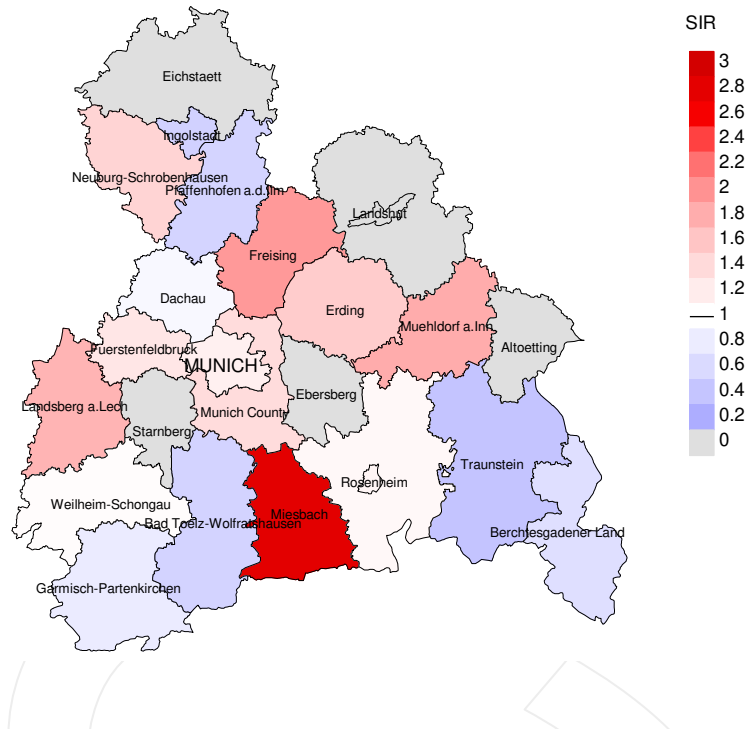 SIR
3
2.8
2.6
2.4
2.2
2
1.8
1.6
1.4
1.2
1
0.8
0.6
0.4
0.2
0
Eichstaett
Ingolstadt
Neuburg-Schrobenhausen
Pfaffenhofen a.d.Ilm
Landshut
Freising
Dachau
Erding
Muehldorf a.Inn
Altoetting
Fuerstenfeldbruck
MUNICH
Ebersberg
Landsberg a.Lech
Munich County
Starnberg
Traunstein
Rosenheim
Weilheim-Schongau
Miesbach
Bad Toelz-Wolfratshausen
Berchtesgadener Land
Garmisch-Partenkirchen